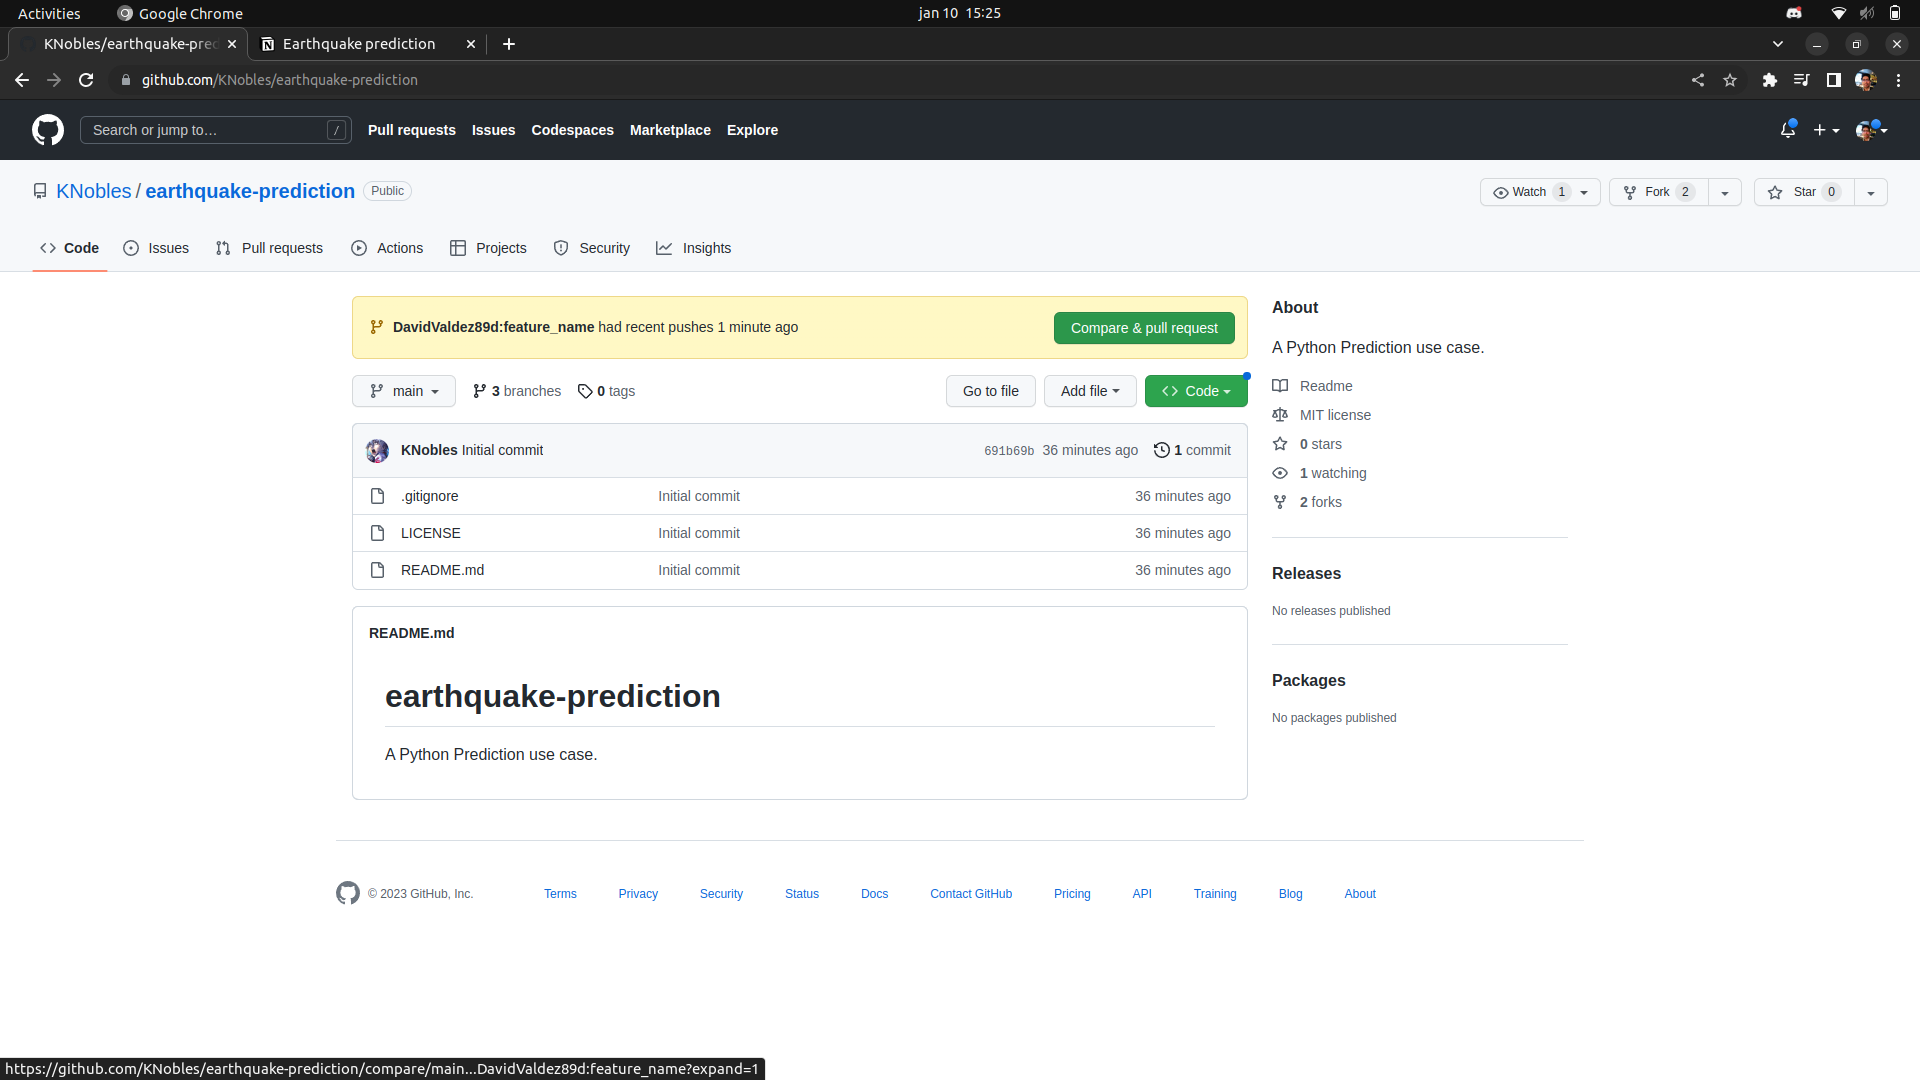 Activities Google Chrome jan 10 15:25
KNobles/earthquake-pred Earthquake prediction
github.com/KNobles/earthquake-prediction
Search or jump to… / Pull requests Issues Codespaces Marketplace Explore
KNobles / earthquake-prediction Public Watch 1 Fork 2 Star 0
Code Issues Pull requests Actions Projects Security Insights
DavidValdez89d:feature_name had recent pushes 1 minute ago Compare & pull request
main 3 branches 0 tags Go to file Add file Code
KNobles Initial commit 691b69b 36 minutes ago 1 commit
.gitignore Initial commit 36 minutes ago
LICENSE Initial commit 36 minutes ago
README.md Initial commit 36 minutes ago
README.md
earthquake-prediction
A Python Prediction use case.
About
A Python Prediction use case.
Readme
MIT license
0 stars
1 watching
2 forks
Releases
No releases published
Packages
No packages published
© 2023 GitHub, Inc. Terms Privacy Security Status Docs Contact GitHub Pricing API Training Blog About
https://github.com/KNobles/earthquake-prediction/compare/main...DavidValdez89d:feature_name?expand=1